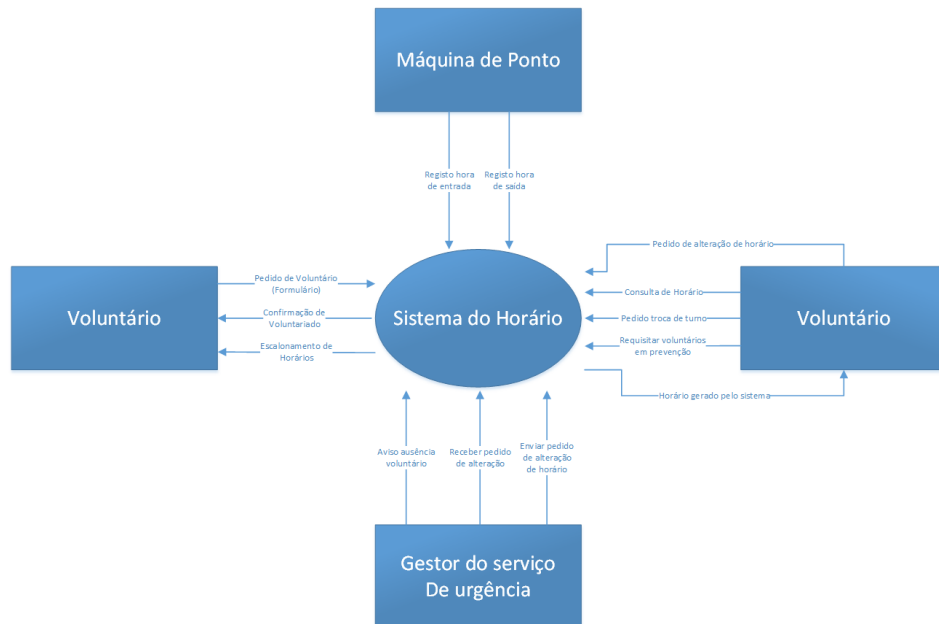 Máquina de Ponto
Registo hora
de entrada
Registo hora
de saída
Pedido de alteração de horário
Voluntário
Pedido de Voluntário
(Formulário)
Confirmação de
Voluntariado
Escalonamento de
Horários
Sistema do Horário
Consulta de Horário
Pedido troca de turno
Requisitar voluntários
em prevenção
Horário gerado pelo sistema
Voluntário
Aviso ausência
voluntário
Receber pedido
de alteração
Enviar pedido
de alteração
de horário
Gestor do serviço
De urgência